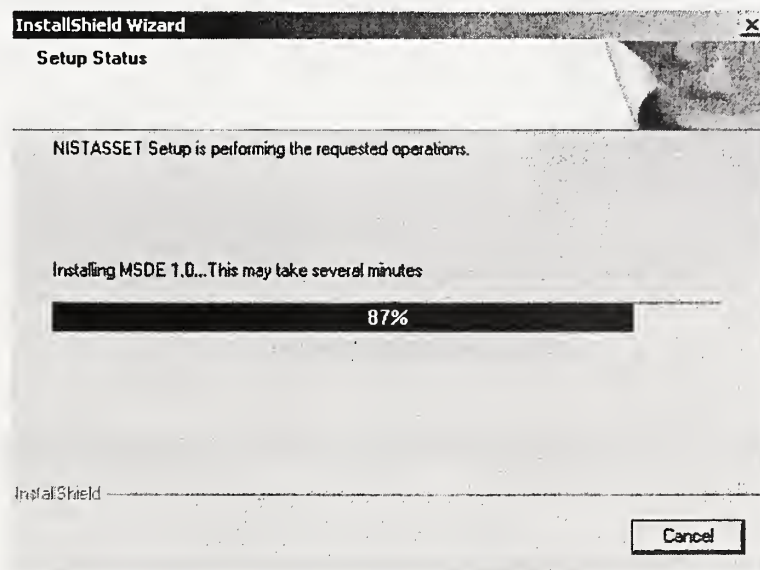 InstallShield Wizard
Setup Status
NISTASSET Setup is performing the requested operations.
Installing MSDE 1.0...This may take several minutes
87%
InstallShield
Cancel